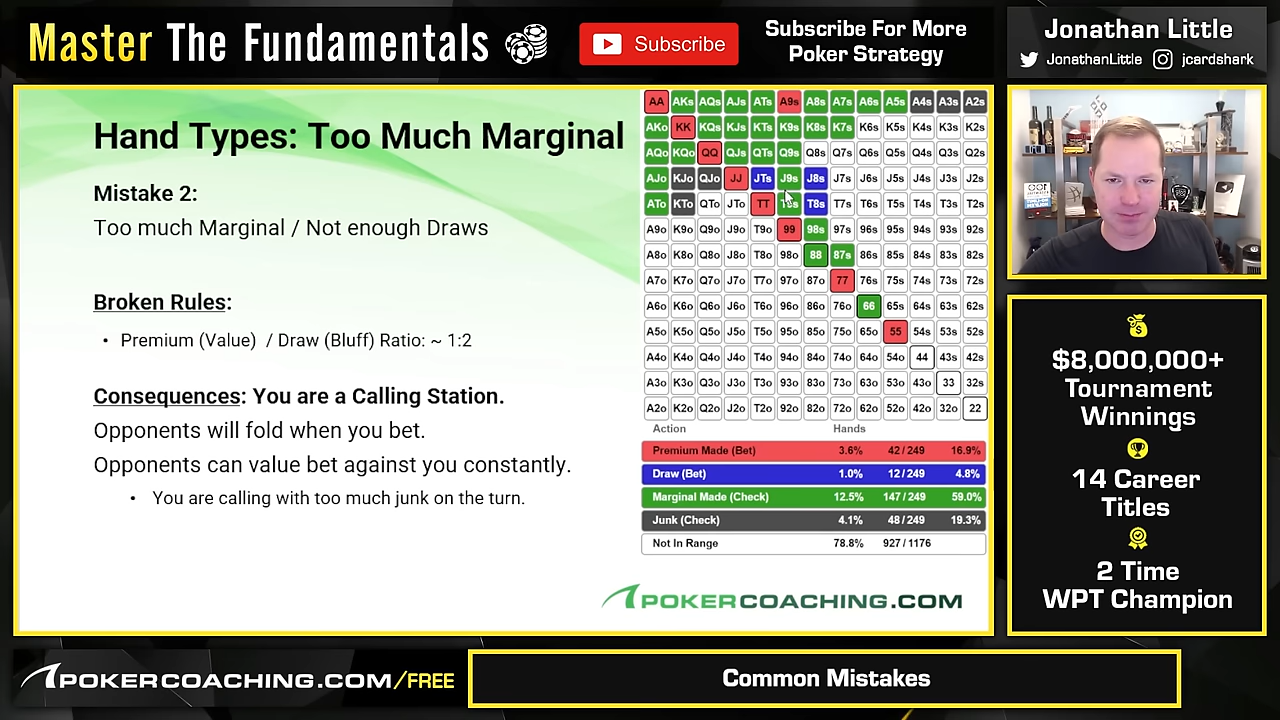 Master The Fundamentals
Subscribe
Subscribe For More
Poker Strategy
Jonathan Little
JonathanLittle jcardshark
Hand Types: Too Much Marginal
Mistake 2:
Too much Marginal / Not enough Draws
Broken Rules:
• Premium (Value) / Draw (Bluff) Ratio: ~ 1:2
Consequences: You are a Calling Station.
Opponents will fold when you bet.
Opponents can value bet against you constantly.
• You are calling with too much junk on the turn.
AA AKs AQs AJs ATs A9s A8s A7s A6s A5s A4s A3s A2s
AKo KK KQs KJs KTs K9s K8s K7s K6s K5s K4s K3s K2s
AQo KQo QQ QJs QTs Q9s Q8s Q7s Q6s Q5s Q4s Q3s Q2s
AJo KJo QJo JJ JTs J9s J8s J7s J6s J5s J4s J3s J2s
ATo KTo QTo JTo TT T8s T7s T6s T5s T4s T3s T2s
A9o K9o Q9o J9o T9o 99 98s 97s 96s 95s 94s 93s 92s
A8o K8o Q8o J8o T8o 98o 88 87s 86s 85s 84s 83s 82s
A7o K7o Q7o J7o T7o 97o 87o 77 76s 75s 74s 73s 72s
A6o K6o Q6o J6o T6o 96o 86o 76o 66 65s 64s 63s 62s
A5o K5o Q5o J5o T5o 95o 85o 75o 65o 55 54s 53s 52s
A4o K4o Q4o J4o T4o 94o 84o 74o 64o 54o 44 43s 42s
A3o K3o Q3o J3o T3o 93o 83o 73o 63o 53o 43o 33 32s
A2o K2o Q2o J2o T2o 92o 82o 72o 62o 52o 42o 32o 22
Action Hands
Premium Made (Bet) 3.6% 42 / 249 16.9%
Draw (Bet) 1.0% 12 / 249 4.8%
Marginal Made (Check) 12.5% 147 / 249 59.0%
Junk (Check) 4.1% 48 / 249 19.3%
Not In Range 78.8% 927 / 1176
POKERCOACHING.COM
$8,000,000+
Tournament
Winnings
14 Career
Titles
2 Time
WPT Champion
POKERCOACHING.COM/FREE
Common Mistakes